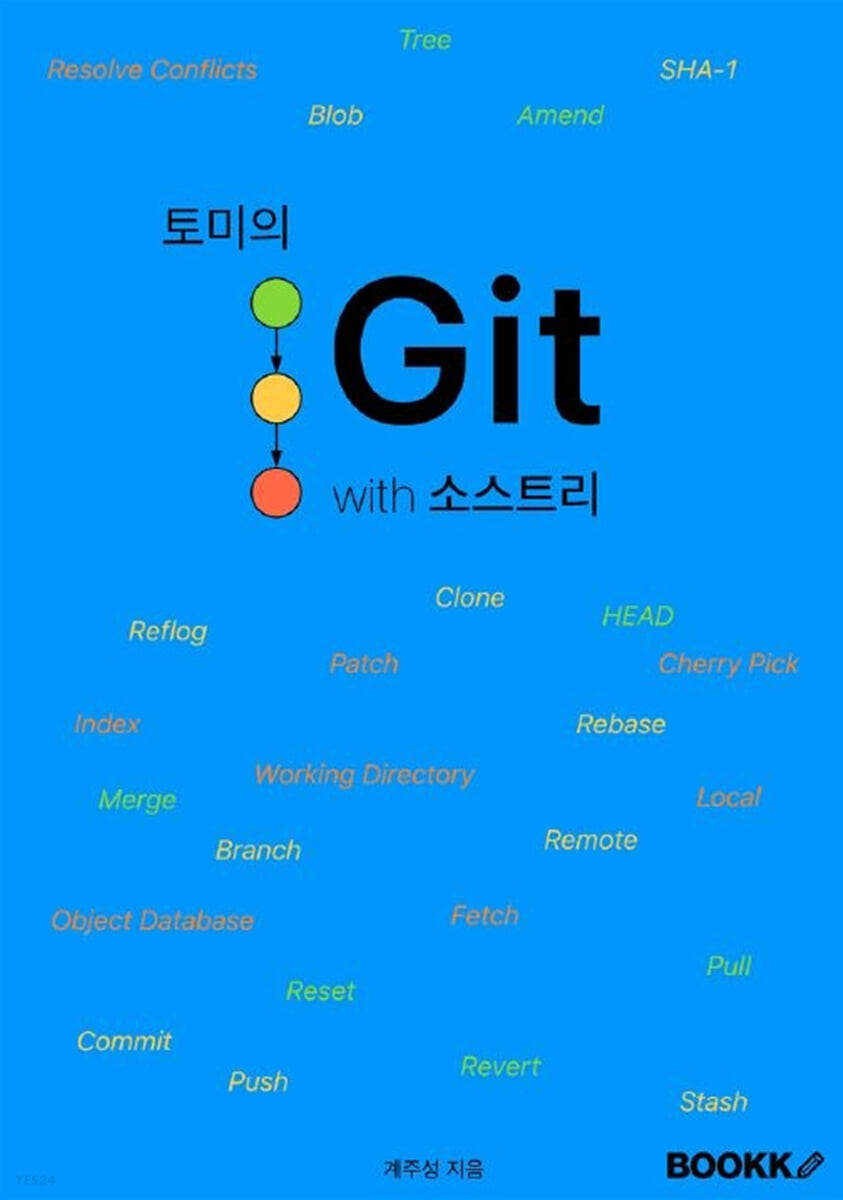 Tree
Resolve Conflicts
SHA-1
Blob
Amend
토미의
Git
with 소스트리
Clone
HEAD
Reflog
Patch
Cherry Pick
Index
Rebase
Working Directory
Merge
Local
Branch
Remote
Object Database
Fetch
Pull
Reset
Commit
Revert
Push
Stash
계주성 지음
BOOKK
YES24